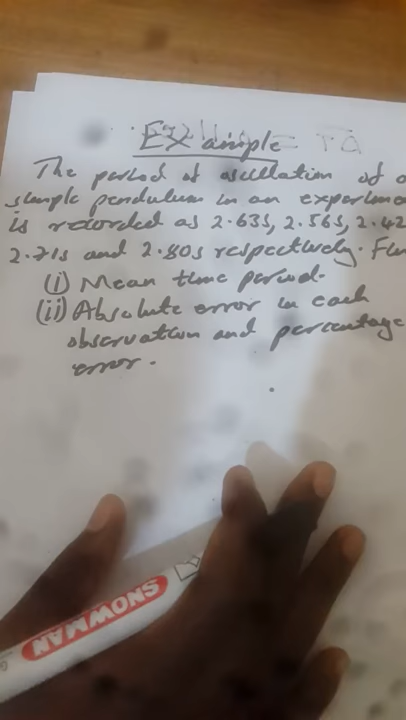 Example
The period of oscillation of a
simple pendulum in an experime
is recorded as 2.63s, 2.56s, 2.42
2.71s and 2.80s respectively. Fin
(i) Mean time period.
(ii) Absolute error in each
observation and percentage
error.
SNOWMAN